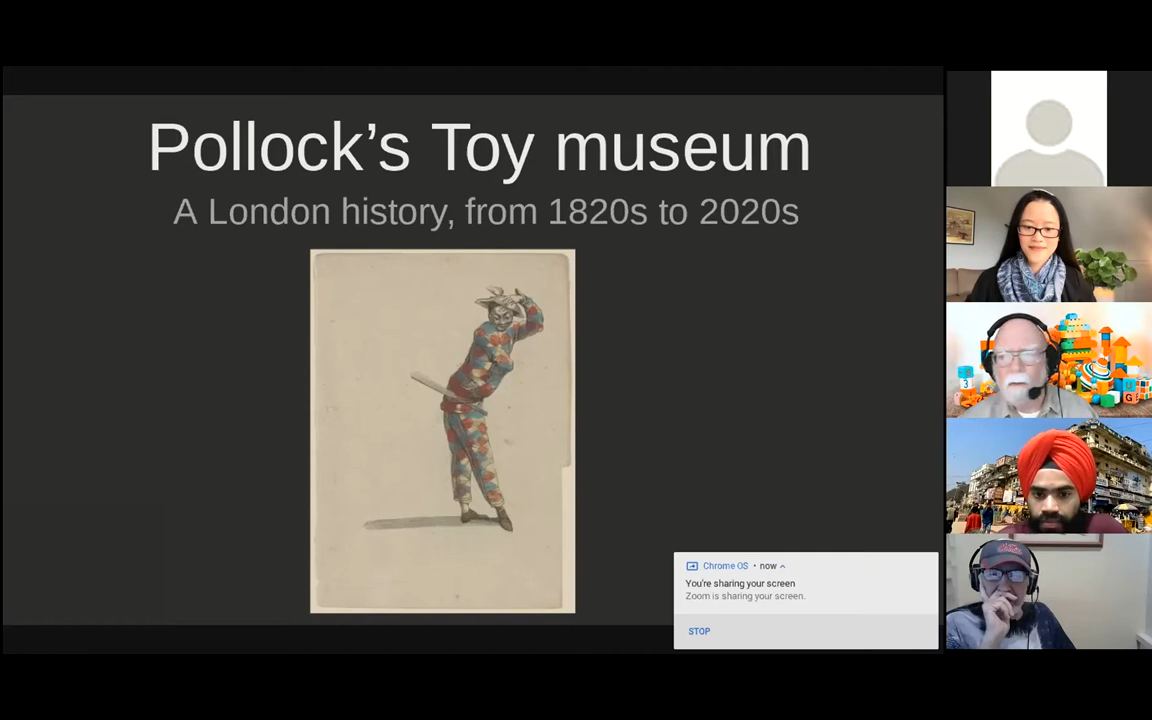 Pollock’s Toy museum
A London history, from 1820s to 2020s
Chrome OS • now
You're sharing your screen
Zoom is sharing your screen.
STOP
3
U
G